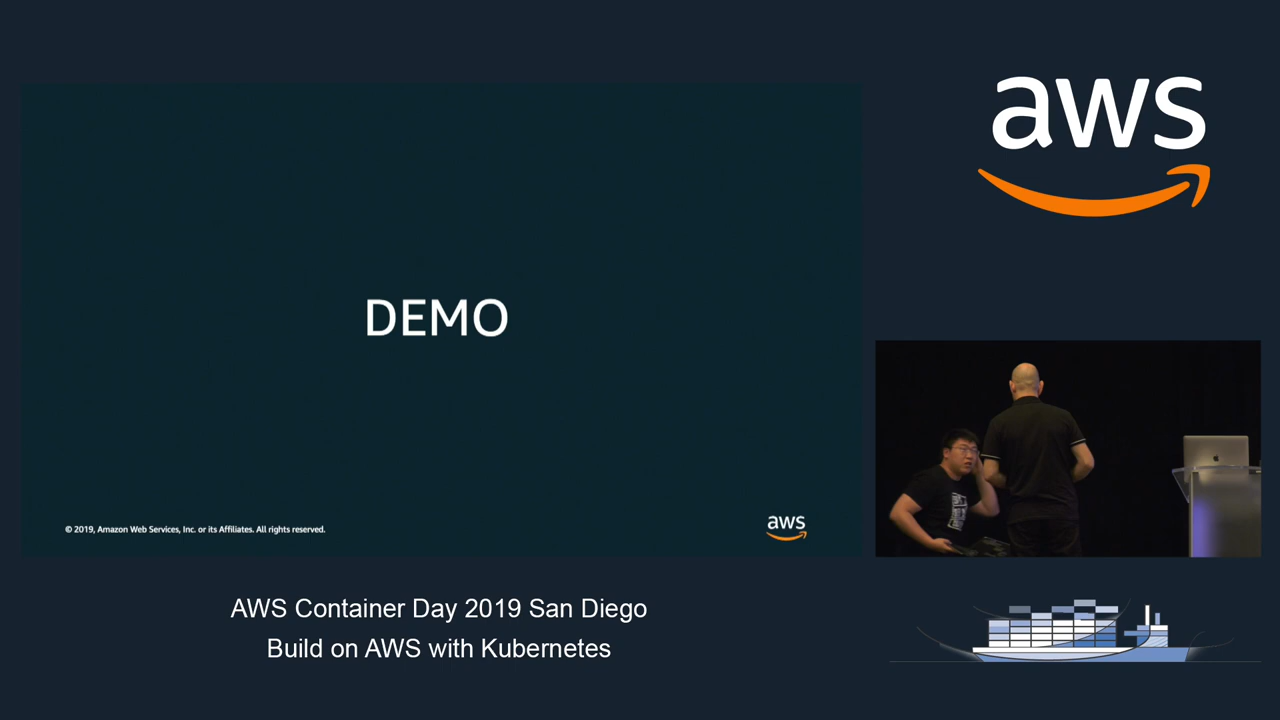 aws
DEMO
© 2019, Amazon Web Services, Inc. or its Affiliates. All rights reserved.
aws
AWS Container Day 2019 San Diego
Build on AWS with Kubernetes